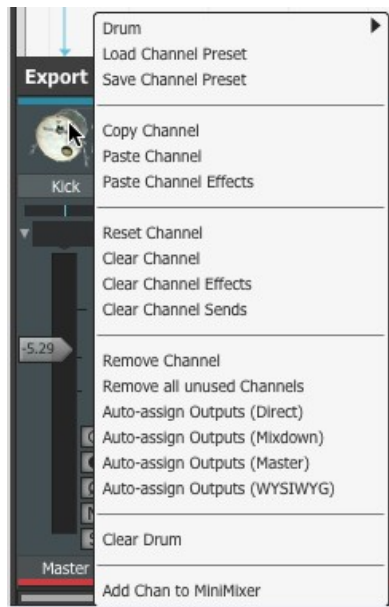 Drum
Load Channel Preset
Export
Save Channel Preset
Copy Channel
Paste Channel
Kick
Paste Channel Effects
Reset Channel
Clear Channel
Clear Channel Effects
Clear Channel Sends
-5.29
Remove Channel
Remove all unused Channels
Auto-assign Outputs (Direct)
Auto-assign Outputs (Mixdown)
Auto-assign Outputs (Master)
Auto-assign Outputs (WYSIWYG)
Clear Drum
Master
Add Chan to MiniMixer